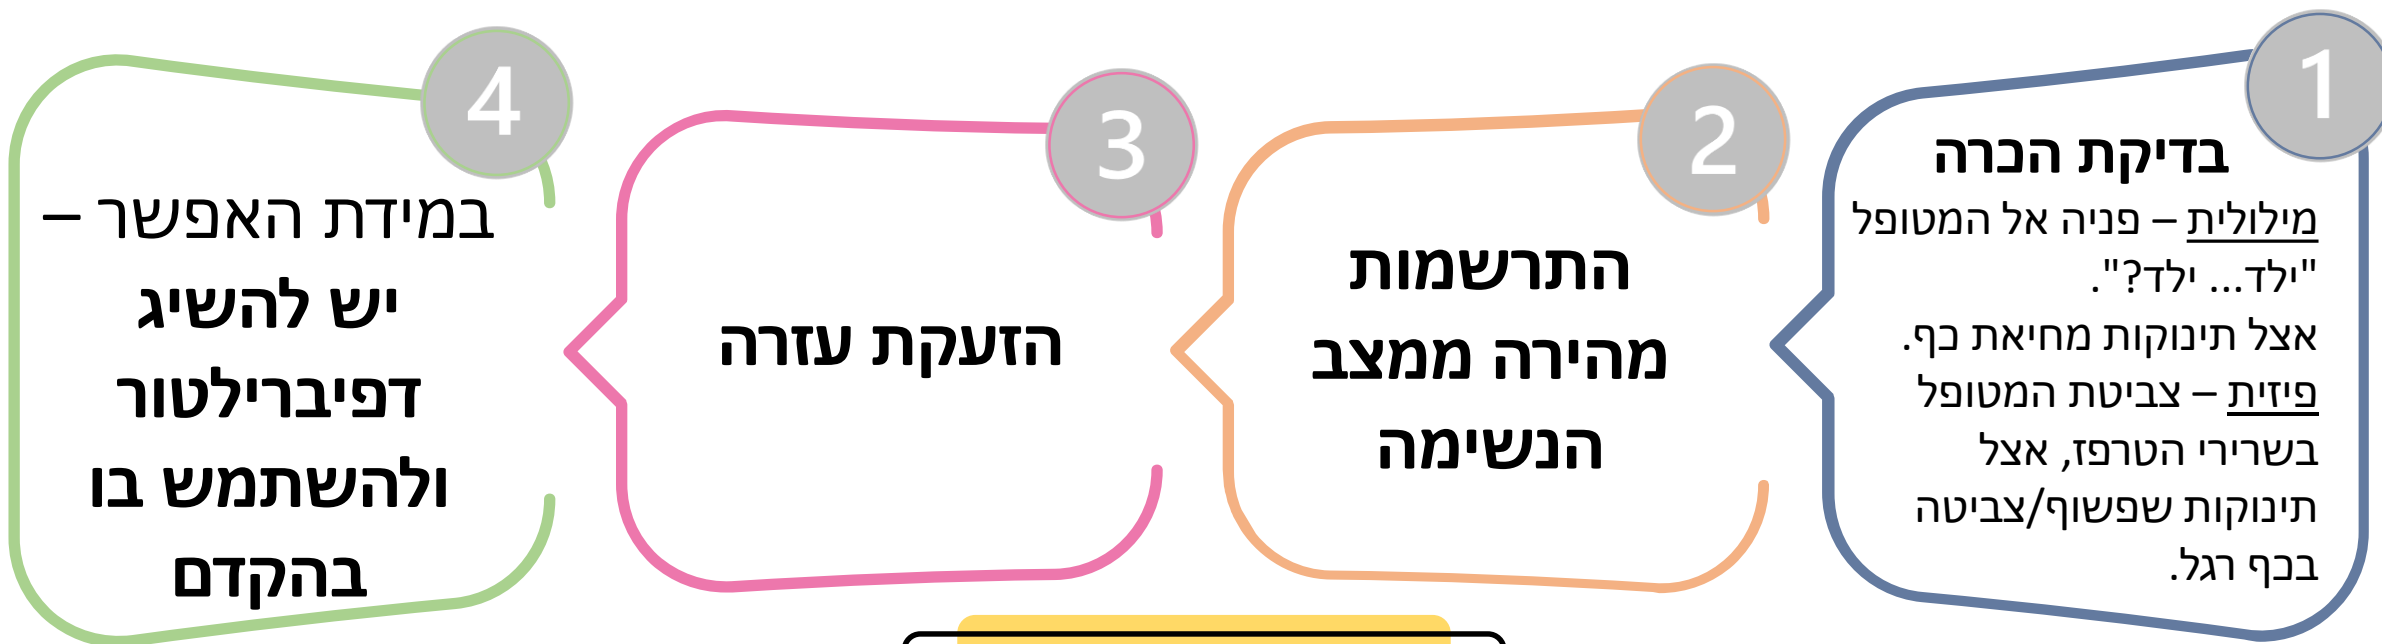 1
בדיקת הכרה
מילולית – פניה אל המטופל
"ילד... ילד?".
אצל תינוקות מחיאת כף.
פיזית – צביטת המטופל
בשרירי הטרפז, אצל
תינוקות שפשוף/צביטה
בכף רגל.
2
התרשמות
מהירה ממצב
הנשימה
3
הזעקת עזרה
4
במידת האפשר –
יש להשיג
דפיברילטור
ולהשתמש בו
בהקדם